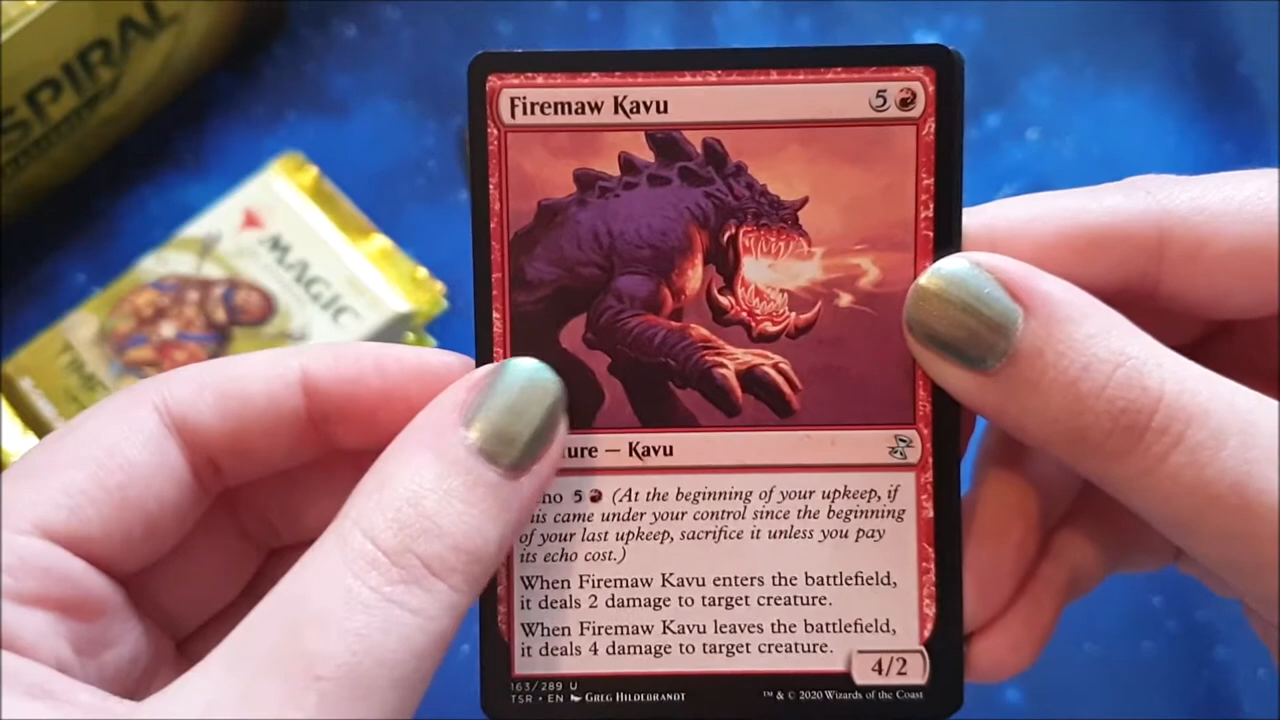 SPIRAL
MAGIC
Firemaw Kavu 5
ure — Kavu
ho 5 (At the beginning of your upkeep, if
is came under your control since the beginning
of your last upkeep, sacrifice it unless you pay
its echo cost.)
When Firemaw Kavu enters the battlefield,
it deals 2 damage to target creature.
When Firemaw Kavu leaves the battlefield,
it deals 4 damage to target creature.
4/2
163/289 U
TSR • EN Greg Hildebrandt
™ & © 2020 Wizards of the Coast